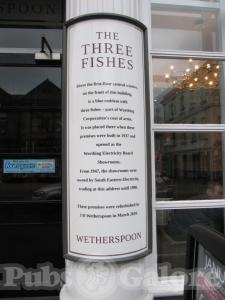 THERSPOON
THE
THREE
FISHES
Above the first-floor central window,
on the front of this building,
is a blue emblem with
three fishes - part of Worthing
Corporation's coat of arms.
It was placed there when these
premises were built in 1937 and
opened as the
Worthing Electricity Board
Showrooms.
From 1947, the showrooms were
owned by South Eastern Electricity,
trading at this address until 1998.
These premises were refurbished by
J D Wetherspoon in March 2010.
WETHERSPOON
Pubs Galore